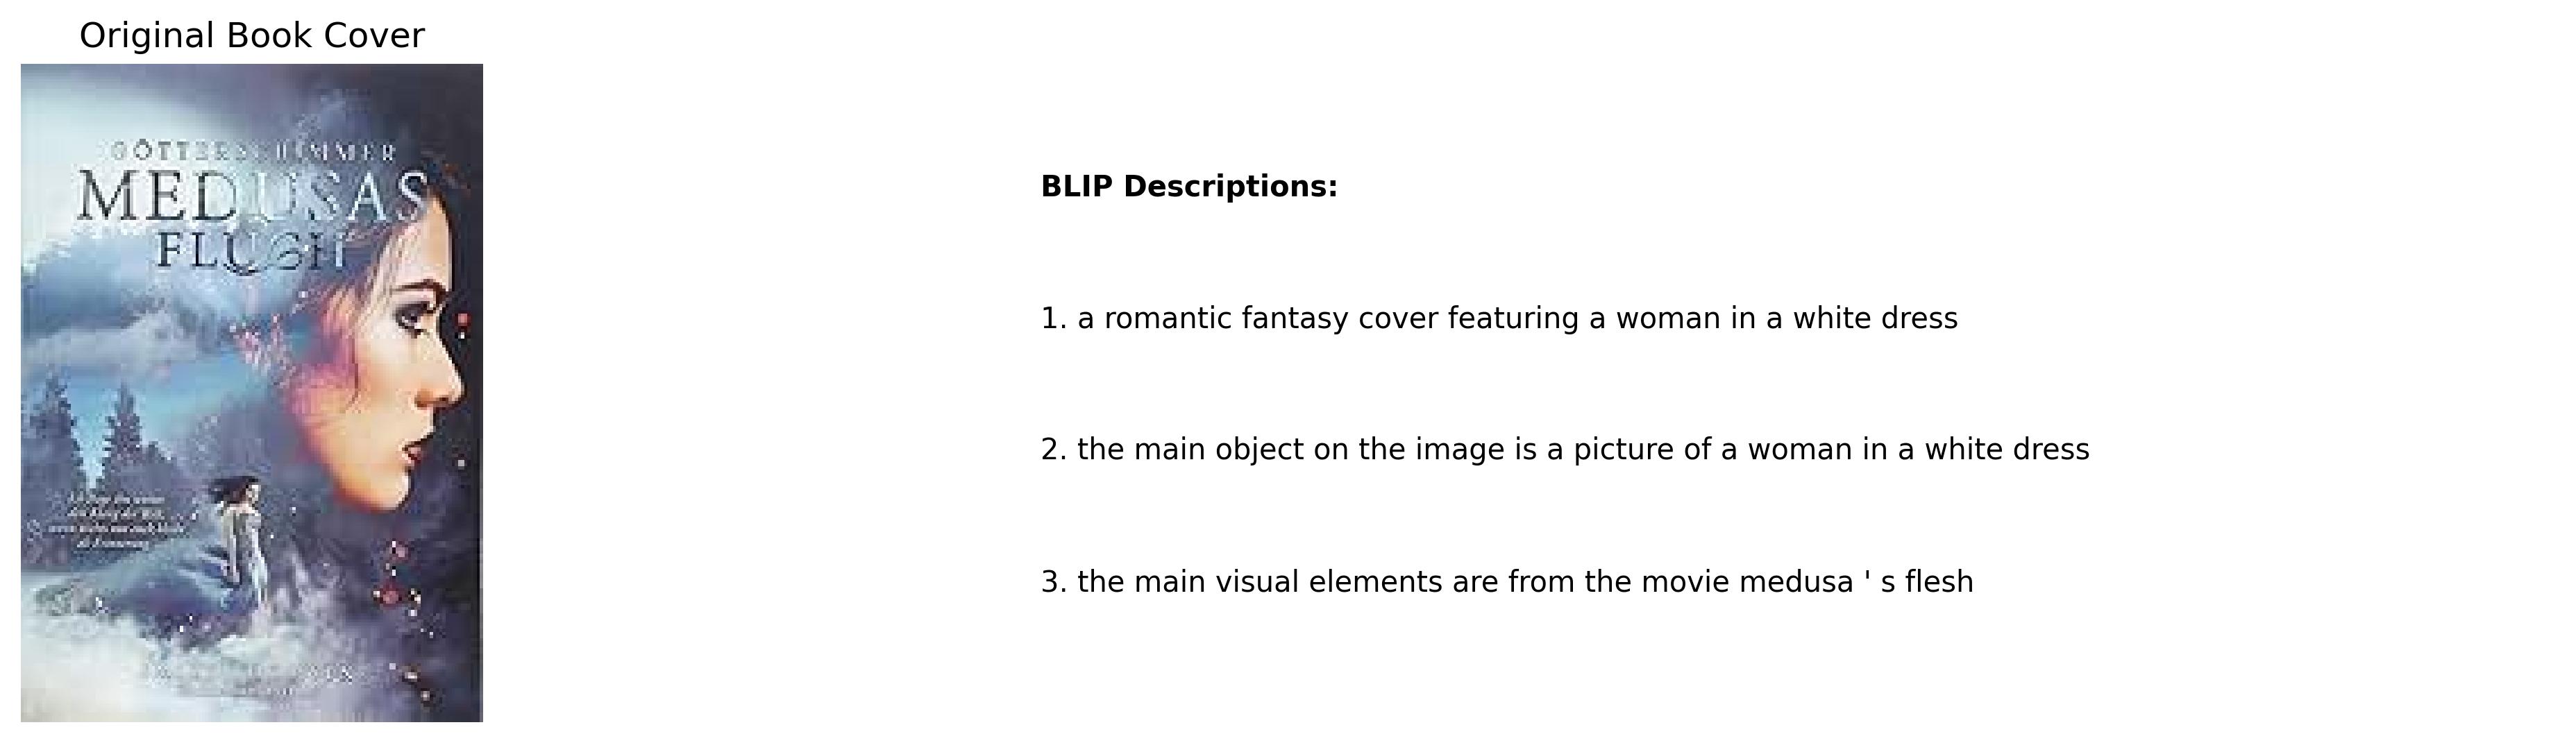 Original Book Cover
GÖTTERSCHIMMER
MEDUSAS
FLUCH
BLIP Descriptions:
1. a romantic fantasy cover featuring a woman in a white dress
2. the main object on the image is a picture of a woman in a white dress
3. the main visual elements are from the movie medusa ' s flesh